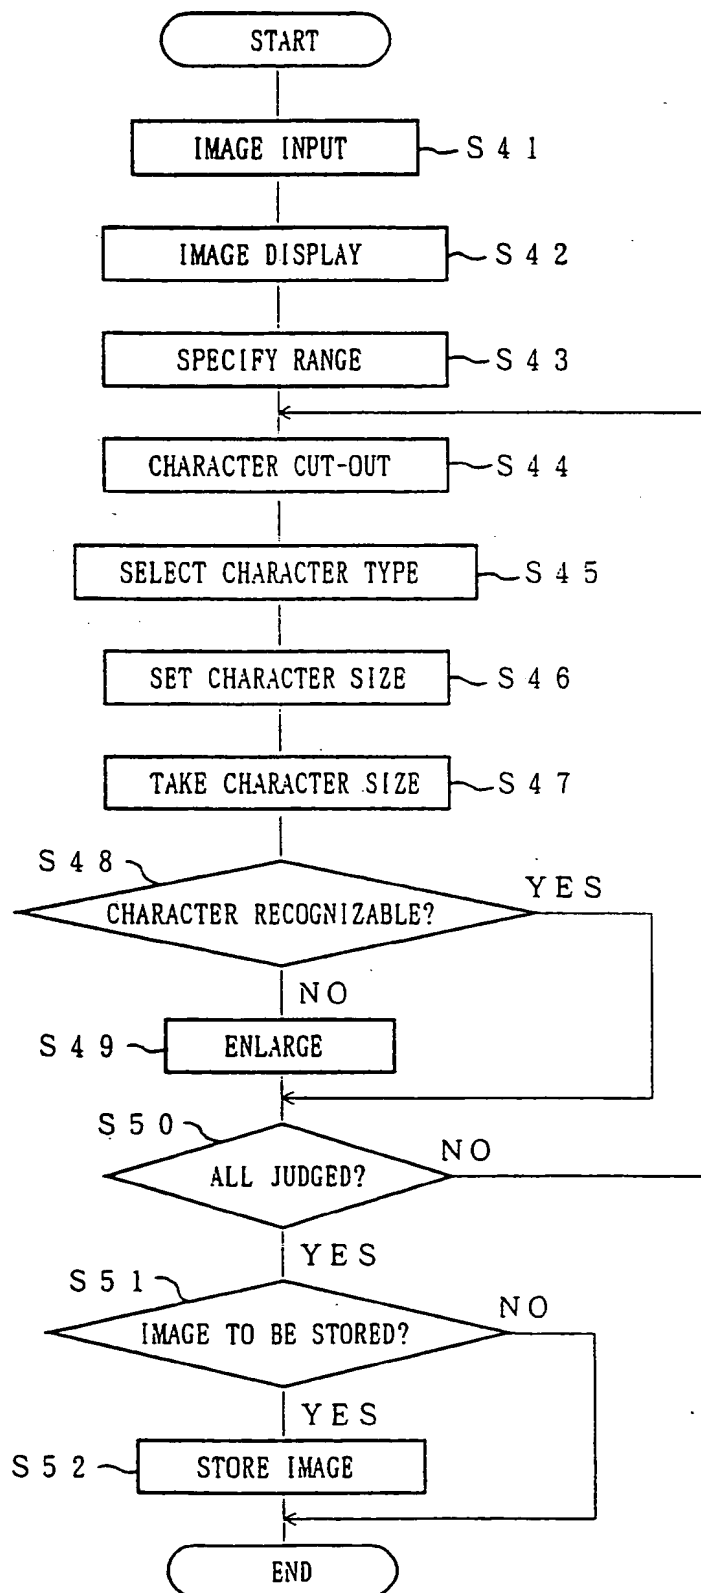 START
IMAGE INPUT S41
IMAGE DISPLAY S42
SPECIFY RANGE S43
CHARACTER CUT-OUT S44
SELECT CHARACTER TYPE S45
SET CHARACTER SIZE S46
TAKE CHARACTER SIZE S47
S48
YES
CHARACTER RECOGNIZABLE?
NO
S49 ENLARGE
S50
NO
ALL JUDGED?
YES
S51
NO
IMAGE TO BE STORED?
YES
S52 STORE IMAGE
END